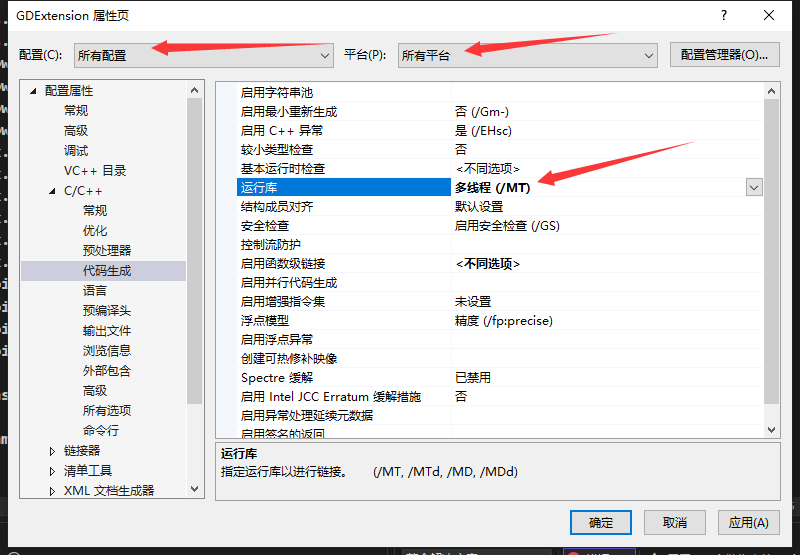 GDExtension 属性页
配置(C): 所有配置 平台(P): 所有平台 配置管理器(O)...
配置属性
常规
高级
调试
VC++ 目录
C/C++
常规
优化
预处理器
代码生成
语言
预编译头
输出文件
浏览信息
外部包含
高级
所有选项
命令行
链接器
清单工具
XML 文档生成器
启用字符串池
启用最小重新生成 否 (/Gm-)
启用 C++ 异常 是 (/EHsc)
较小类型检查 否
基本运行时检查 <不同选项>
运行库 多线程 (/MT)
结构成员对齐 默认设置
安全检查 启用安全检查 (/GS)
控制流防护
启用函数级链接 <不同选项>
启用并行代码生成
启用增强指令集 未设置
浮点模型 精度 (/fp:precise)
启用浮点异常
创建可热修补映像
Spectre 缓解 已禁用
启用 Intel JCC Erratum 缓解措施 否
启用异常处理延续元数据
启用签名的返回
运行库
指定运行库以进行链接。 (/MT, /MTd, /MD, /MDd)
确定 取消 应用(A)